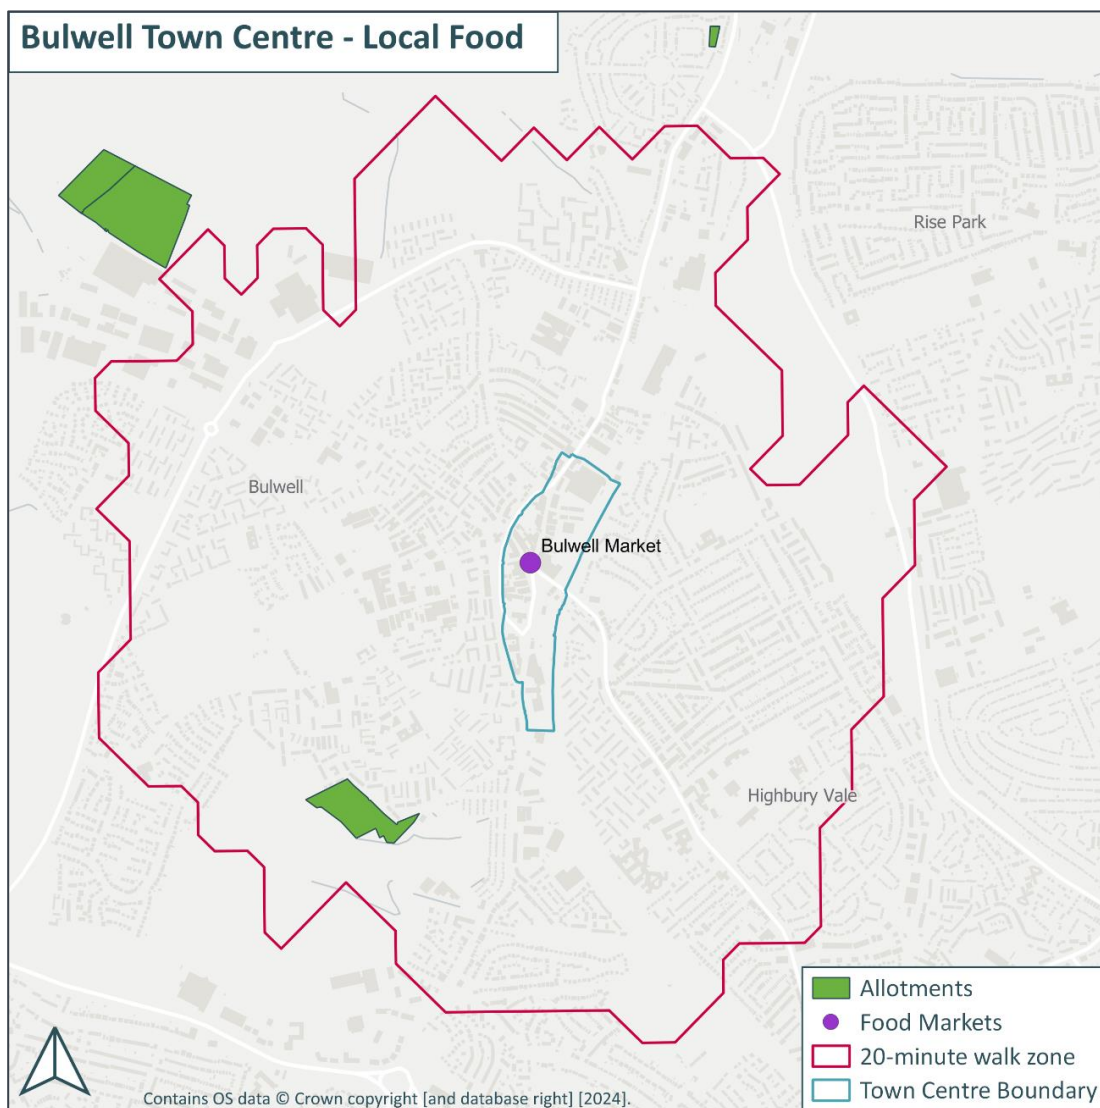 Bulwell Town Centre - Local Food
Rise Park
Bulwell
Bulwell Market
Highbury Vale
Allotments
Food Markets
20-minute walk zone
Town Centre Boundary
Contains OS data © Crown copyright [and database right] [2024].